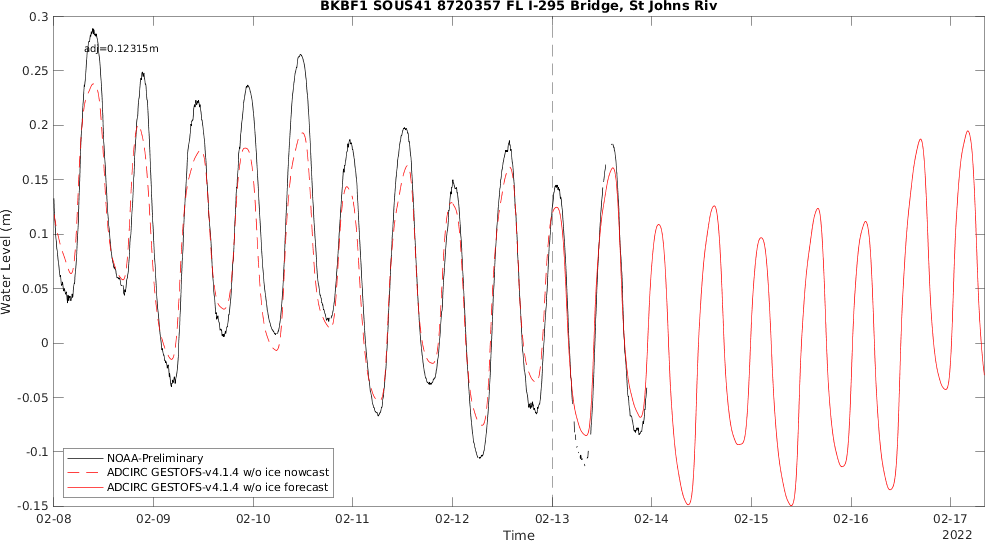 BKBF1 SOUS41 8720357 FL I-295 Bridge, St Johns Riv
0.3
adj=0.12315m
0.25
0.2
0.15
0.1
0.05
0
-0.05
-0.1
-0.15
Water Level (m)
NOAA-Preliminary
ADCIRC GESTOFS-v4.1.4 w/o ice nowcast
ADCIRC GESTOFS-v4.1.4 w/o ice forecast
02-08 02-09 02-10 02-11 02-12 02-13 02-14 02-15 02-16 02-17
Time
2022